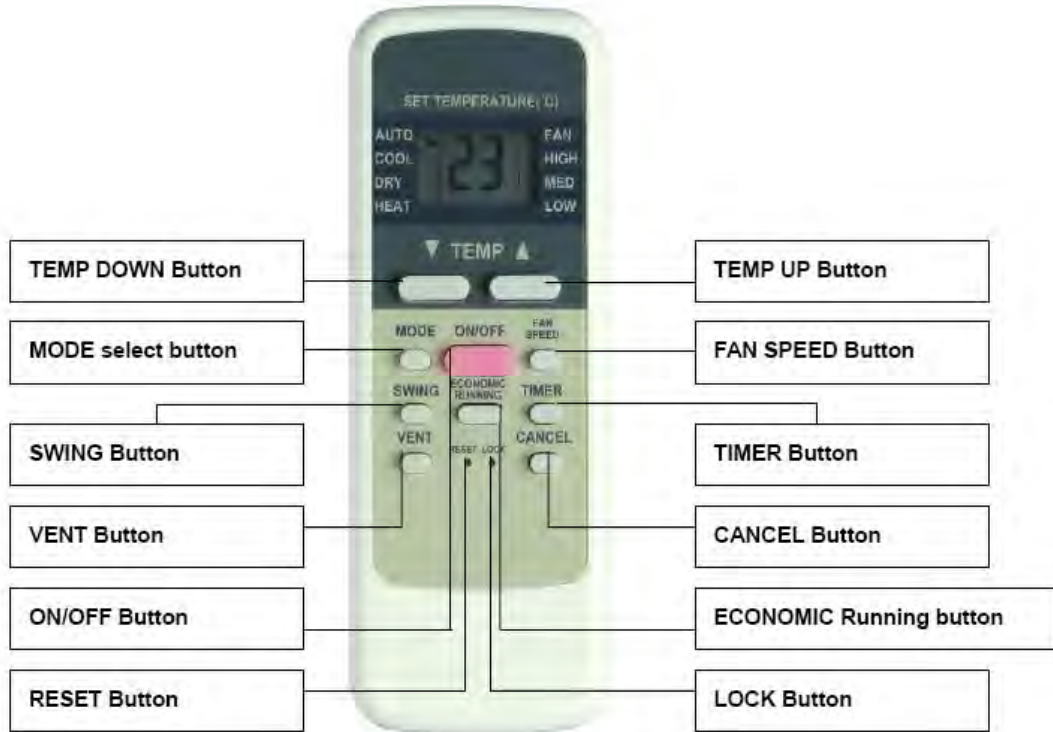 SET TEMPERATURE(°C)
AUTO
COOL
DRY
HEAT
23
FAN
HIGH
MED
LOW
▼ TEMP ▲
MODE
ON/OFF
FAN
SPEED
SWING
ECONOMIC
RUNNING
TIMER
VENT
RESET
LOCK
CANCEL
TEMP DOWN Button
TEMP UP Button
MODE select button
FAN SPEED Button
SWING Button
TIMER Button
VENT Button
CANCEL Button
ON/OFF Button
ECONOMIC Running button
RESET Button
LOCK Button